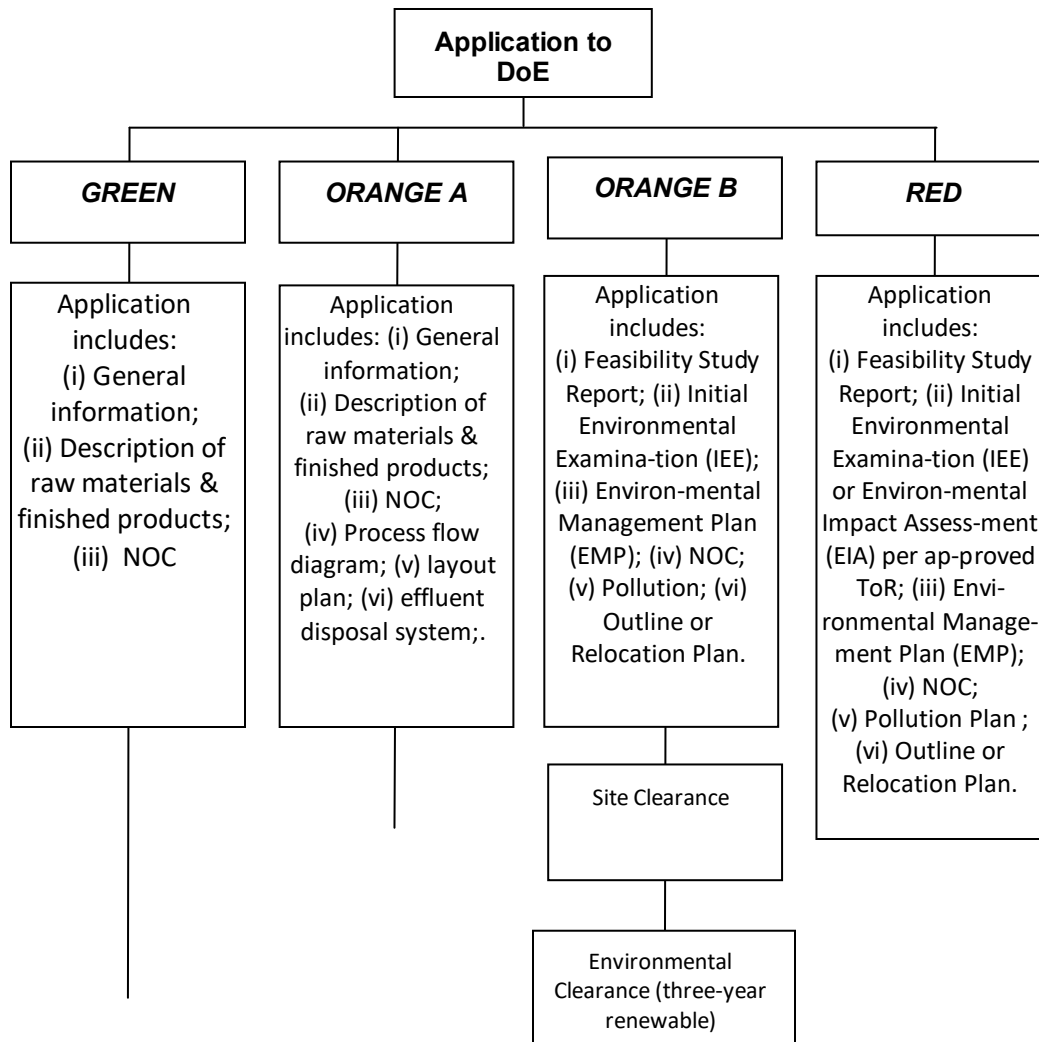 Application to
DoE
GREEN
ORANGE A
ORANGE B
RED
Application
includes:
(i) General
information;
(ii) Description of
raw materials &
finished products;
(iii) NOC
Application
includes: (i) General
information;
(ii) Description of
raw materials &
finished products;
(iii) NOC;
(iv) Process flow
diagram; (v) layout
plan; (vi) effluent
disposal system;.
Application
includes:
(i) Feasibility Study
Report; (ii) Initial
Environmental
Examina-tion (IEE);
(iii) Environ-mental
Management Plan
(EMP); (iv) NOC;
(v) Pollution; (vi)
Outline or
Relocation Plan.
Application
includes:
(i) Feasibility Study
Report; (ii) Initial
Environmental
Examina-tion (IEE)
or Environ-mental
Impact Assess-ment
(EIA) per ap-proved
ToR; (iii) Envi-
ronmental Manage-
ment Plan (EMP);
(iv) NOC;
(v) Pollution Plan ;
(vi) Outline or
Relocation Plan.
Site Clearance
Environmental
Clearance (three-year
renewable)